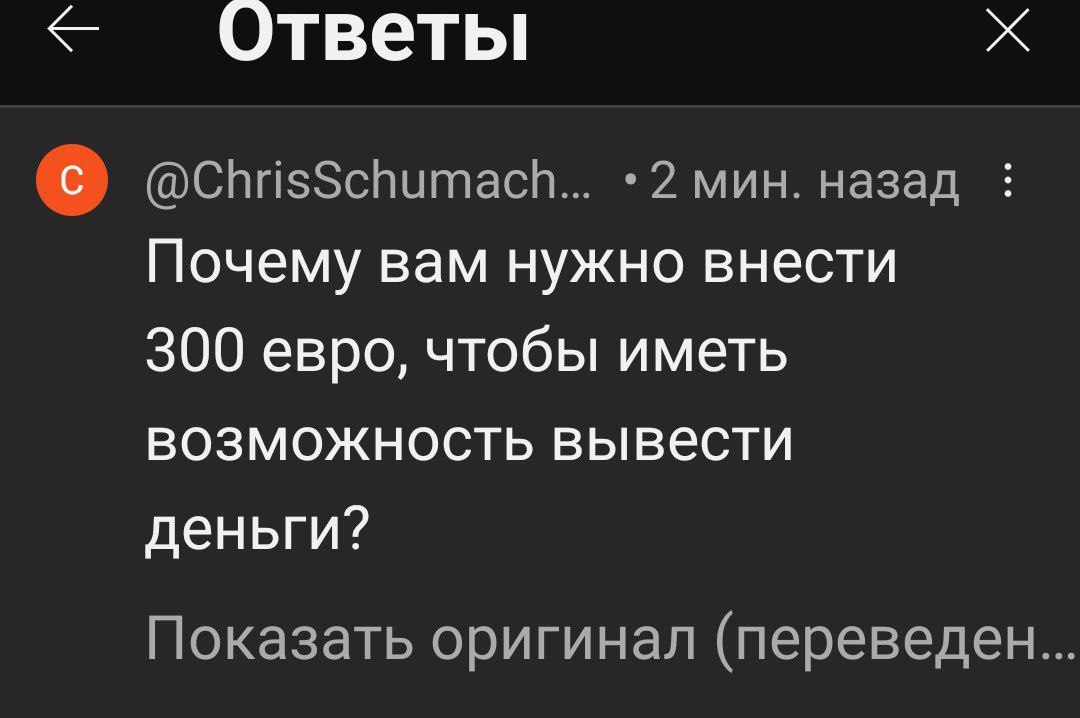 Ответы
C
@ChrisSchumach... • 2 мин. назад
Почему вам нужно внести
300 евро, чтобы иметь
возможность вывести
деньги?
Показать оригинал (переведен...